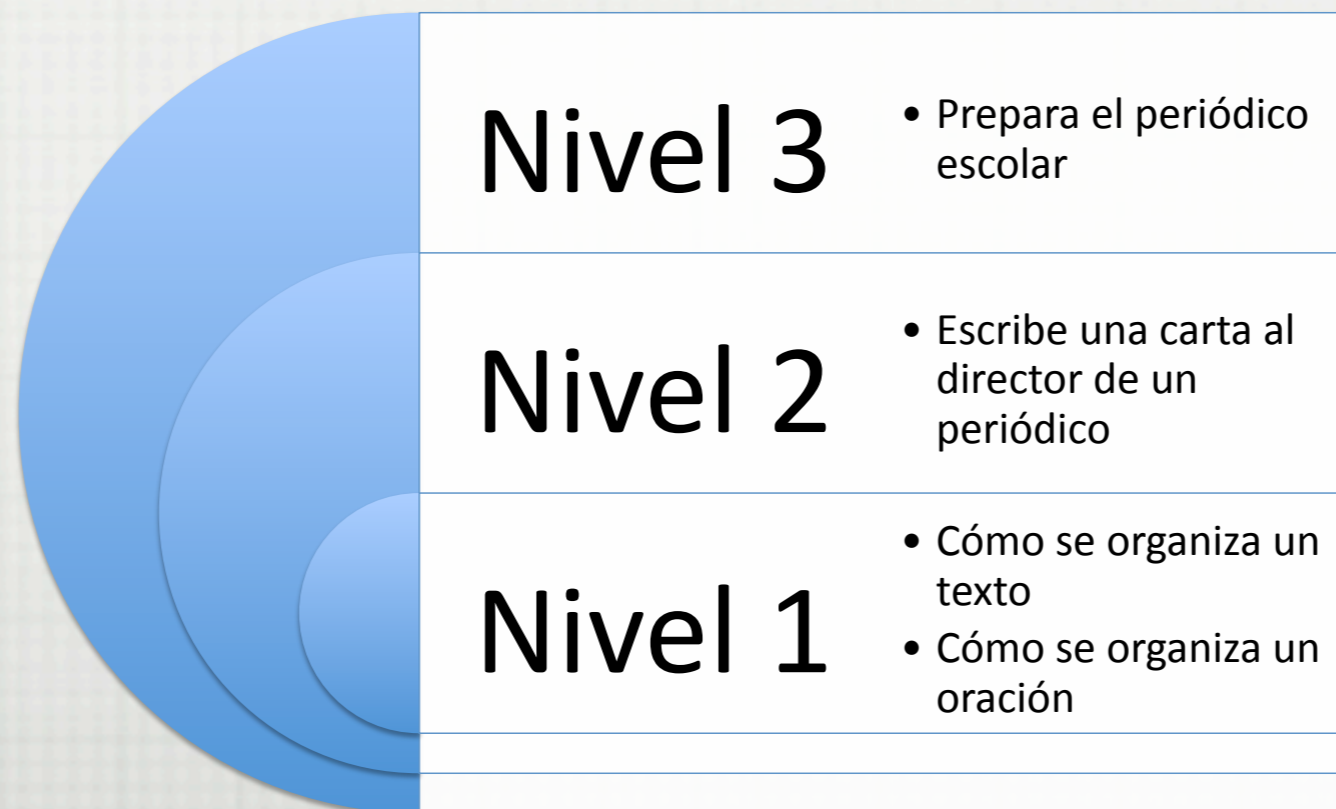 Nivel 3
• Prepara el periódico
escolar
Nivel 2
• Escribe una carta al
director de un
periódico
Nivel 1
• Cómo se organiza un
texto
• Cómo se organiza un
oración